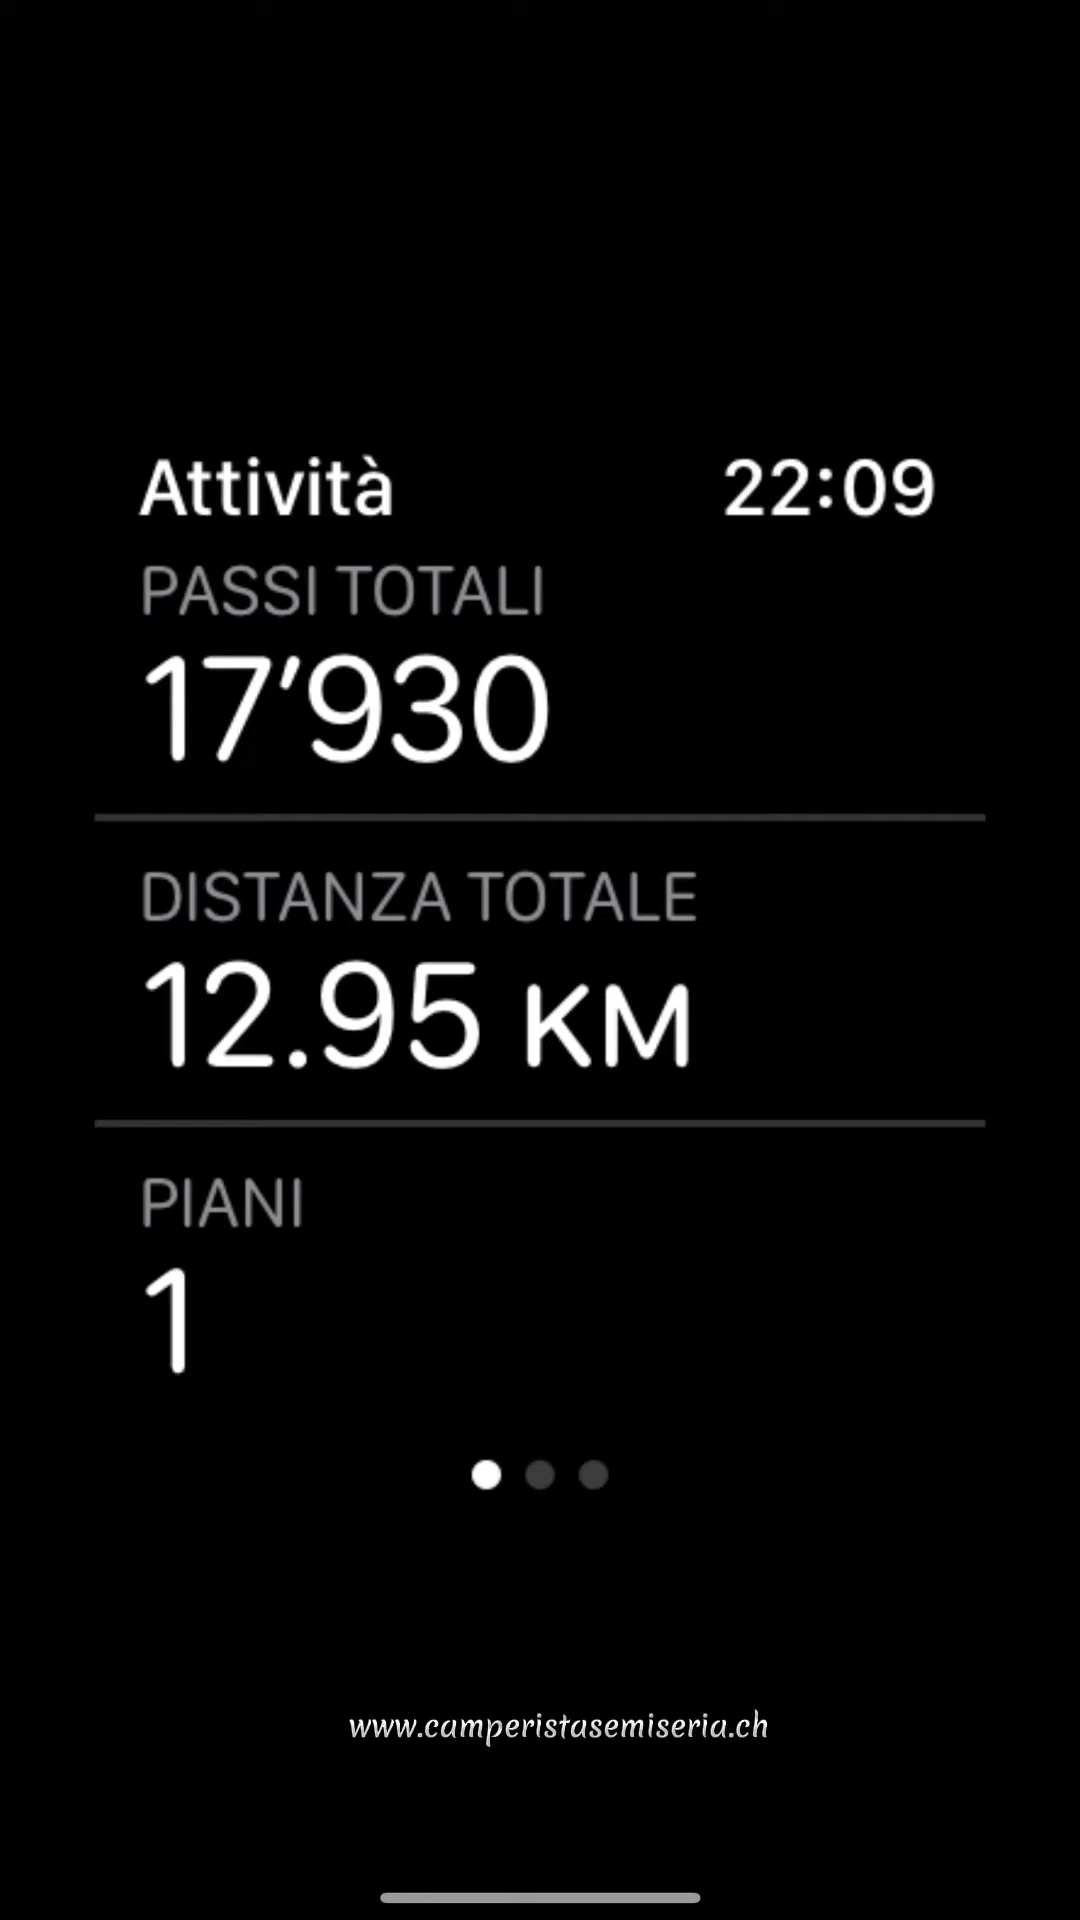 Attività 22:09
PASSI TOTALI
17’930
DISTANZA TOTALE
12.95 KM
PIANI
1
www.camperistasemiseria.ch